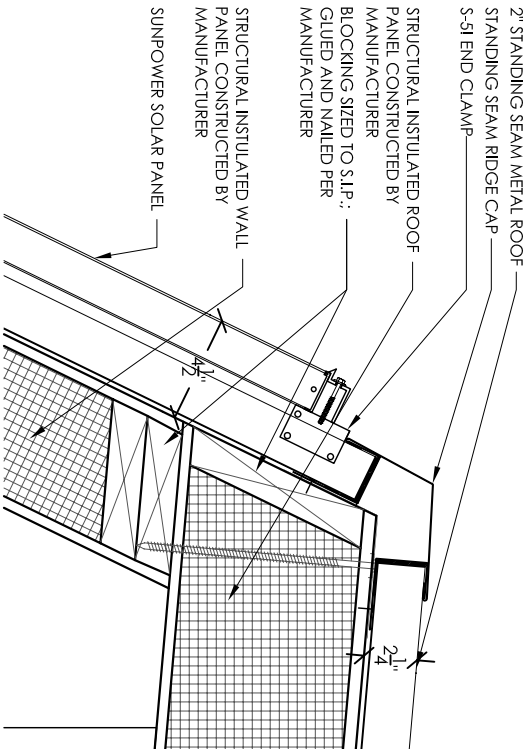 2" STANDING SEAM METAL ROOF
STANDING SEAM RIDGE CAP
S-5! END CLAMP
STRUCTURAL INSTULATED ROOF
PANEL CONSTRUCTED BY
MANUFACTURER
BLOCKING SIZED TO S.I.P.;
GLUED AND NAILED PER
MANUFACTURER
STRUCTURAL INSTULATED WALL
PANEL CONSTRUCTED BY
MANUFACTURER
SUNPOWER SOLAR PANEL
4 1/2"
2 1/4"